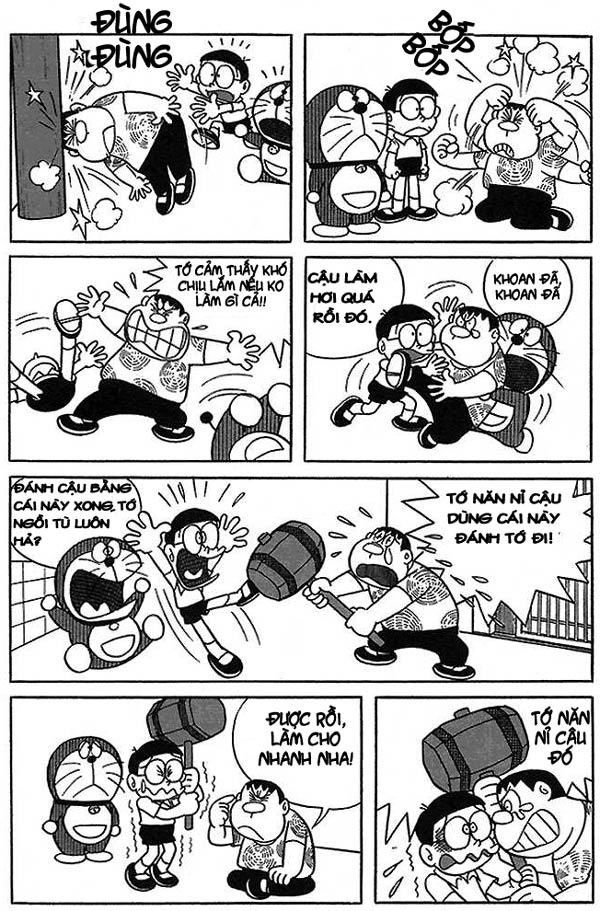 BỐP
BỐP
ĐÙNG
ĐÙNG
KHOAN ĐÃ,
KHOAN ĐÃ
CẬU LÀM
HƠI QUÁ
RỒI ĐÓ.
TỚ CẢM THẤY KHÓ
CHỊU LẮM NẾU KO
LÀM GÌ CẢ!!
TỚ NĂN NỈ CẬU
DÙNG CÁI NÀY
ĐÁNH TỚ ĐI!
ĐÁNH CẬU BẰNG
CÁI NÀY XONG, TỚ
NGỒI TÙ LUÔN
HẢ?
TỚ NĂN
NỈ CẬU
ĐÓ
ĐƯỢC RỒI,
LÀM CHO
NHANH NHA!